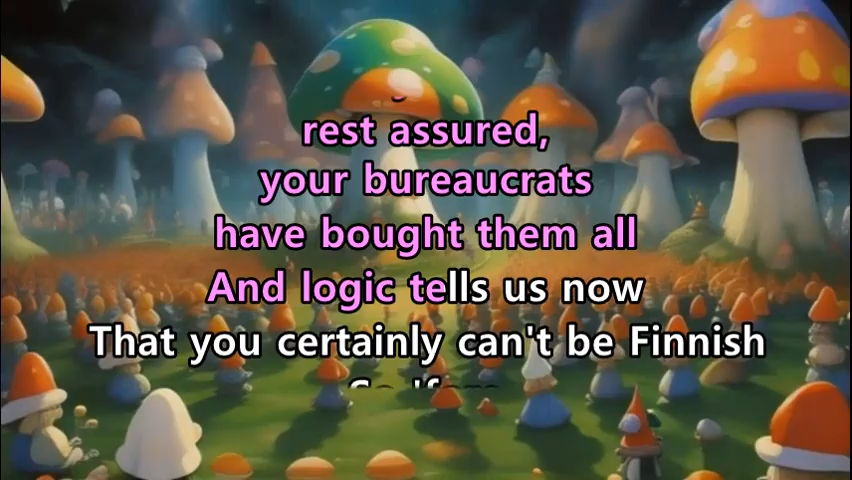 rest assured,
your bureaucrats
have bought them all
And logic tells us now
That you certainly can't be Finnish